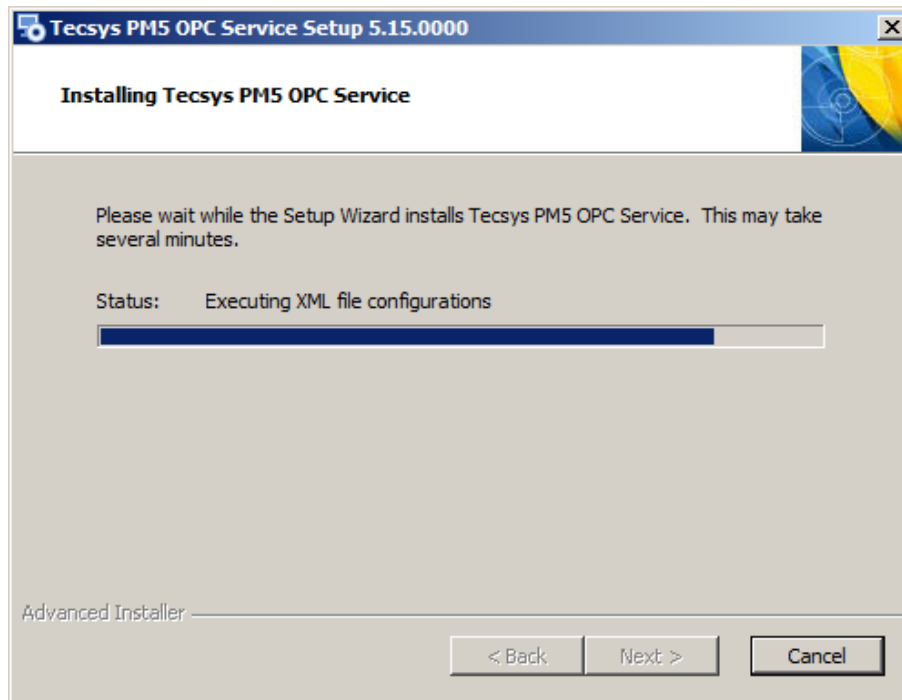 Tecsys PM5 OPC Service Setup 5.15.0000
Installing Tecsys PM5 OPC Service
Please wait while the Setup Wizard installs Tecsys PM5 OPC Service. This may take
several minutes.
Status: Executing XML file configurations
Advanced Installer
< Back Next > Cancel